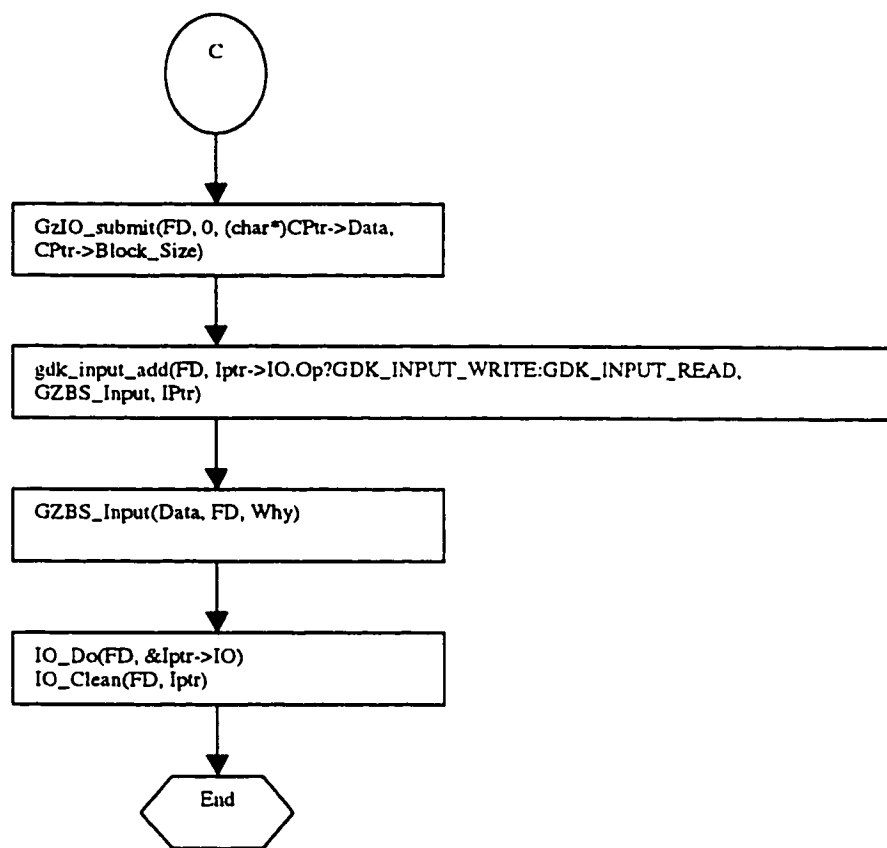 C
GzIO_submit(FD, 0, (char*)CPtr->Data,
CPtr->Block_Size)
gdk_input_add(FD, Iptr->IO.Op?GDK_INPUT_WRITE:GDK_INPUT_READ,
GZBS_Input, IPtr)
GZBS_Input(Data, FD, Why)
IO_Do(FD, &Iptr->IO)
IO_Clean(FD, Iptr)
End